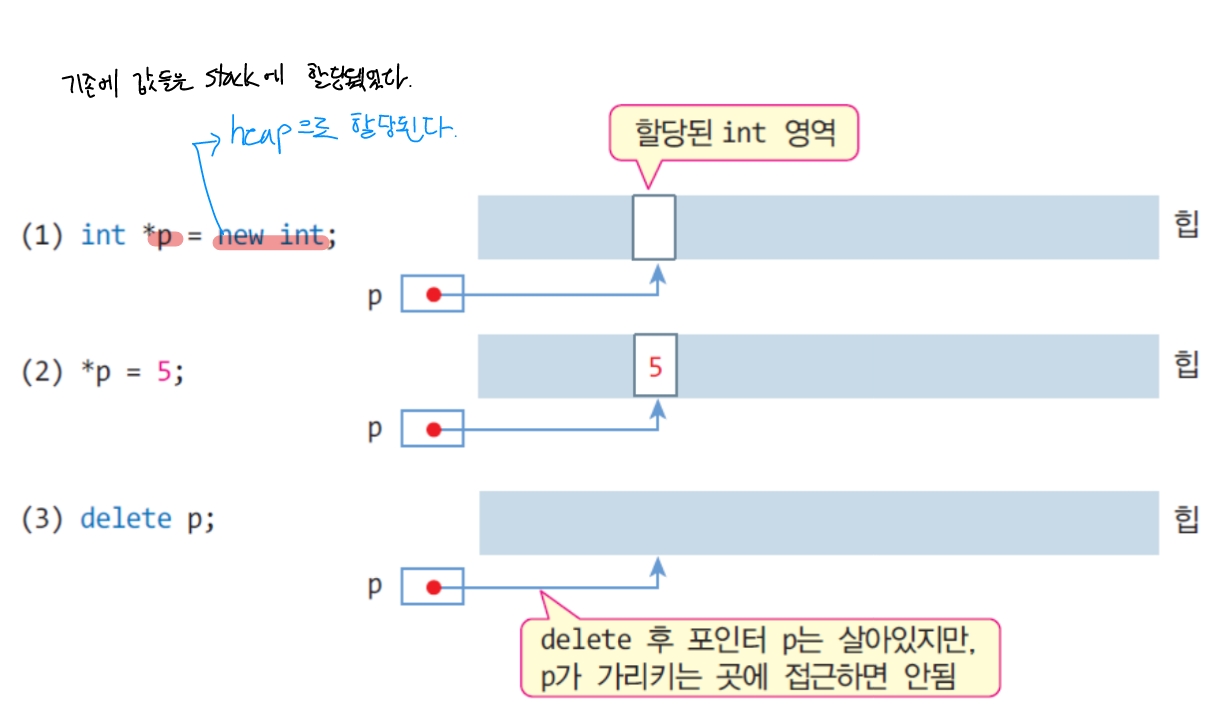 기존에 값들은 stack에 할당됐었다.
heap으로 할당된다.
할당된 int 영역
(1) int *p = new int;
힙
p
(2) *p = 5;
5
힙
p
(3) delete p;
힙
p
delete 후 포인터 p는 살아있지만,
p가 가리키는 곳에 접근하면 안됨